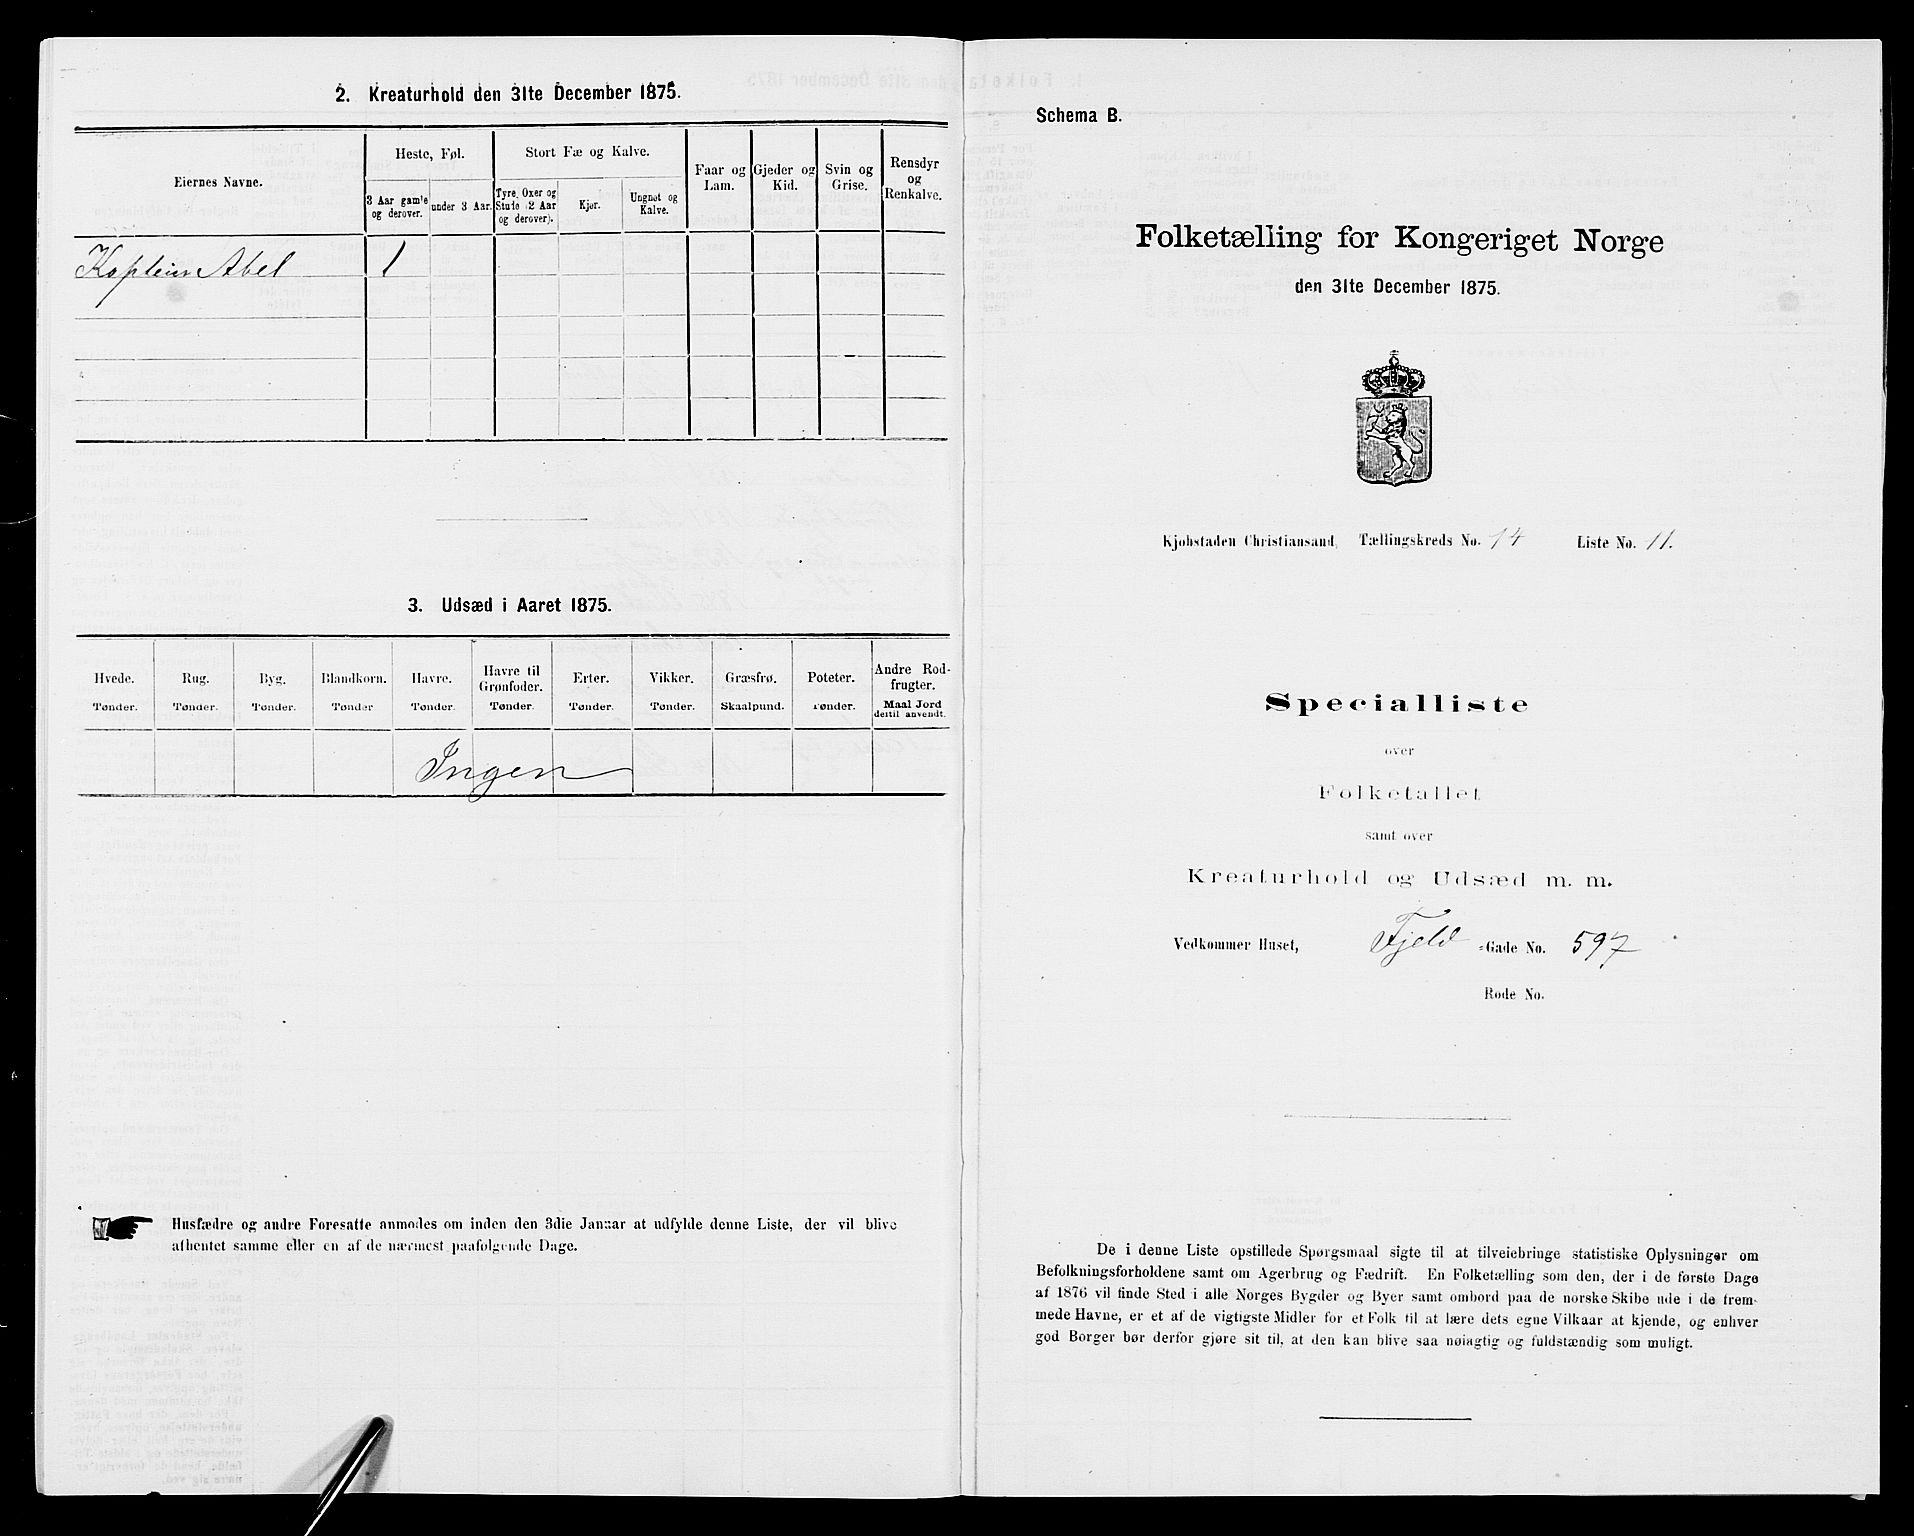 2. Kreaturhold den 31te December 1875.
Eiernes Navne.
Heste, Føl.
3 Aar gamle og derover.
under 3 Aar.
Stort Fæ og Kalve.
Tyre, Oxer og Stude (2 Aar og derover).
Kjør.
Ungnøt og Kalve.
Faar og Lam.
Gjeder og Kid.
Svin og Grise.
Rensdyr og Renkalve.
Kaptein Abel 1
3. Udsæd i Aaret 1875.
Hvede. Tønder.
Rug. Tønder.
Byg. Tønder.
Blandkorn. Tønder
Havre. Tønder.
Havre til Grønfoder. Tønder.
Erter. Tønder.
Vikker. Tønder.
Græsfrø. Skaalpund.
Poteter. Tønder.
Andre Rodfrugter. Maal Jord dertil anvendt.
Ingen
Husfædre og andre Foresatte anmodes om inden den 3die Januar at udfylde denne Liste, der vil blive
afhentet samme eller en af de nærmest paafølgende Dage.
Schema B.
Folketælling for Kongeriget Norge
den 31te December 1875.
Kjøbstaden Christiansand, Tællingskreds No. 14 Liste No. 11.
Specialliste
over
Folketallet
samt over
Kreaturhold og Udsæd m. m.
Vedkommer Huset, Fjeld -Gade No. 597
Rode No.
De i denne Liste opstillede Spørgsmaal sigte til at tilveiebringe statistiske Oplysninger om
Befolkningsforholdene samt om Agerbrug og Fædrift. En Folketælling som den, der i de første Dage
af 1876 vil finde Sted i alle Norges Bygder og Byer samt ombord paa de norske Skibe ude i de frem-
mede Havne, er et af de vigtigste Midler for et Folk til at lære dets egne Vilkaar at kjende, og enhver
god Borger bør derfor gjøre sit til, at den kan blive saa nøiagtig og fuldstændig som muligt.